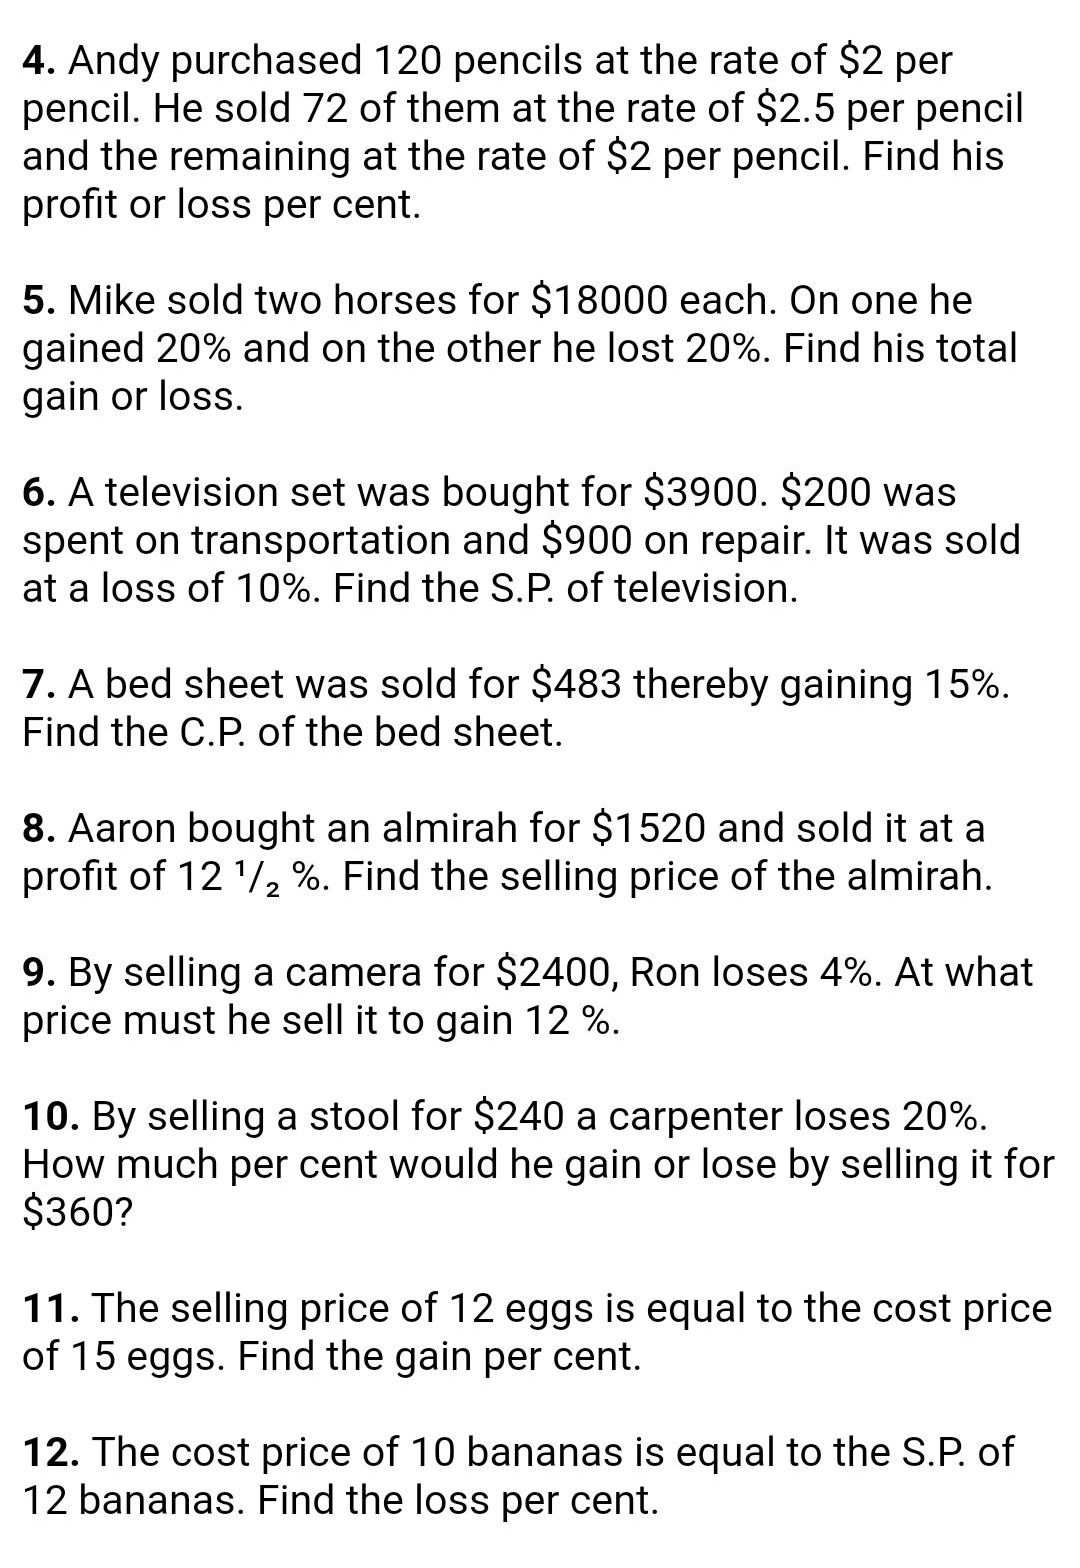 4. Andy purchased 120 pencils at the rate of $2 per
pencil. He sold 72 of them at the rate of $2.5 per pencil
and the remaining at the rate of $2 per pencil. Find his
profit or loss per cent.
5. Mike sold two horses for $18000 each. On one he
gained 20% and on the other he lost 20%. Find his total
gain or loss.
6. A television set was bought for $3900. $200 was
spent on transportation and $900 on repair. It was sold
at a loss of 10%. Find the S.P. of television.
7. A bed sheet was sold for $483 thereby gaining 15%.
Find the C.P. of the bed sheet.
8. Aaron bought an almirah for $1520 and sold it at a
profit of 12 ¹/₂ %. Find the selling price of the almirah.
9. By selling a camera for $2400, Ron loses 4%. At what
price must he sell it to gain 12 %.
10. By selling a stool for $240 a carpenter loses 20%.
How much per cent would he gain or lose by selling it for
$360?
11. The selling price of 12 eggs is equal to the cost price
of 15 eggs. Find the gain per cent.
12. The cost price of 10 bananas is equal to the S.P. of
12 bananas. Find the loss per cent.